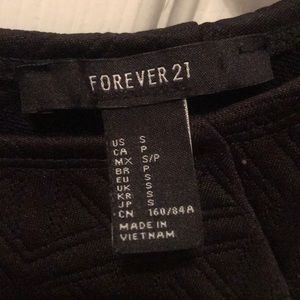 FOREVER 21
US S
CA P
MX S/P
BR P
EU S
UK S
KR S
JP S
CN 160/84A
MADE IN
VIETNAM